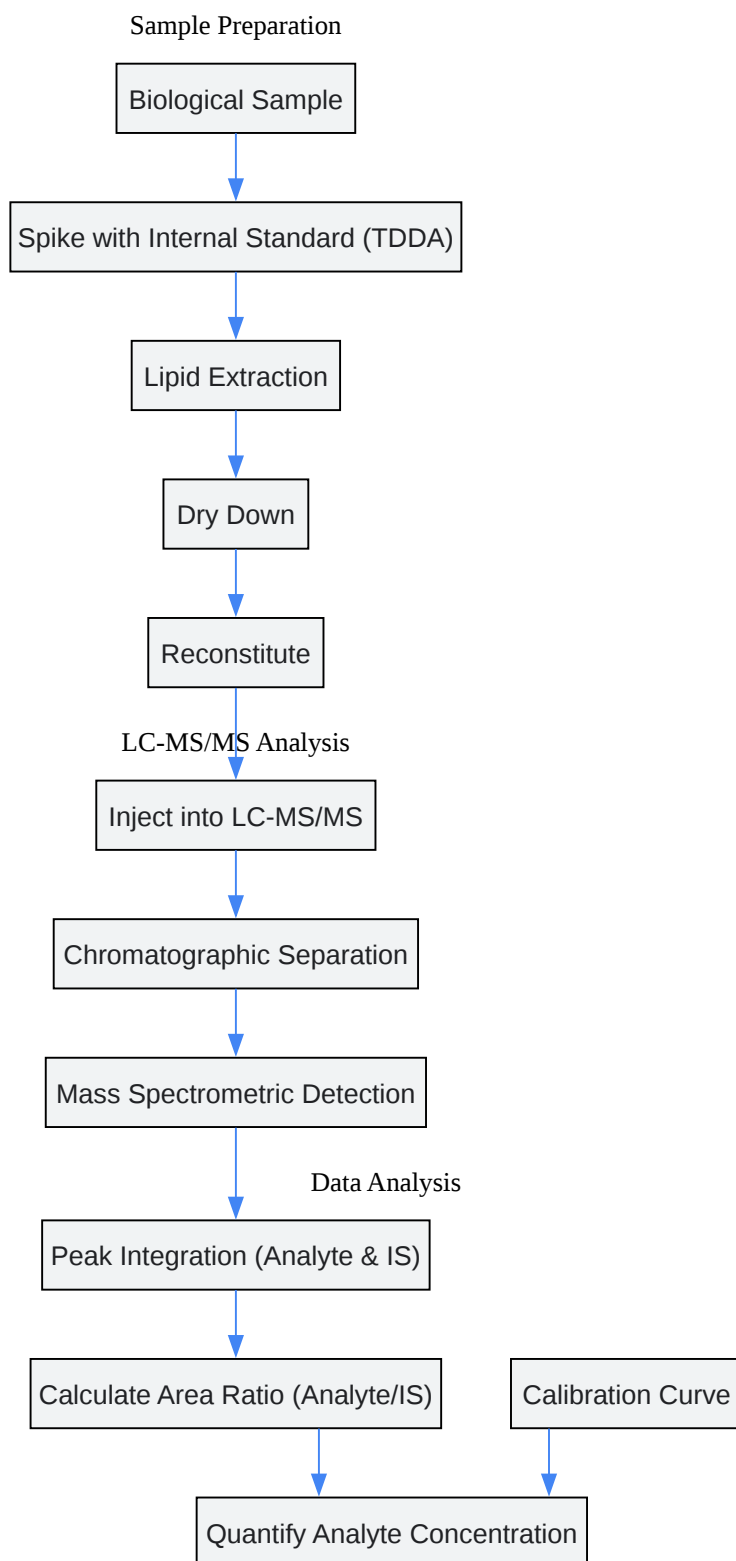 Sample Preparation
Biological Sample
Spike with Internal Standard (TDDA)
Lipid Extraction
Dry Down
Reconstitute
LC-MS/MS Analysis
Inject into LC-MS/MS
Chromatographic Separation
Mass Spectrometric Detection
Data Analysis
Peak Integration (Analyte & IS)
Calculate Area Ratio (Analyte/IS)
Calibration Curve
Quantify Analyte Concentration